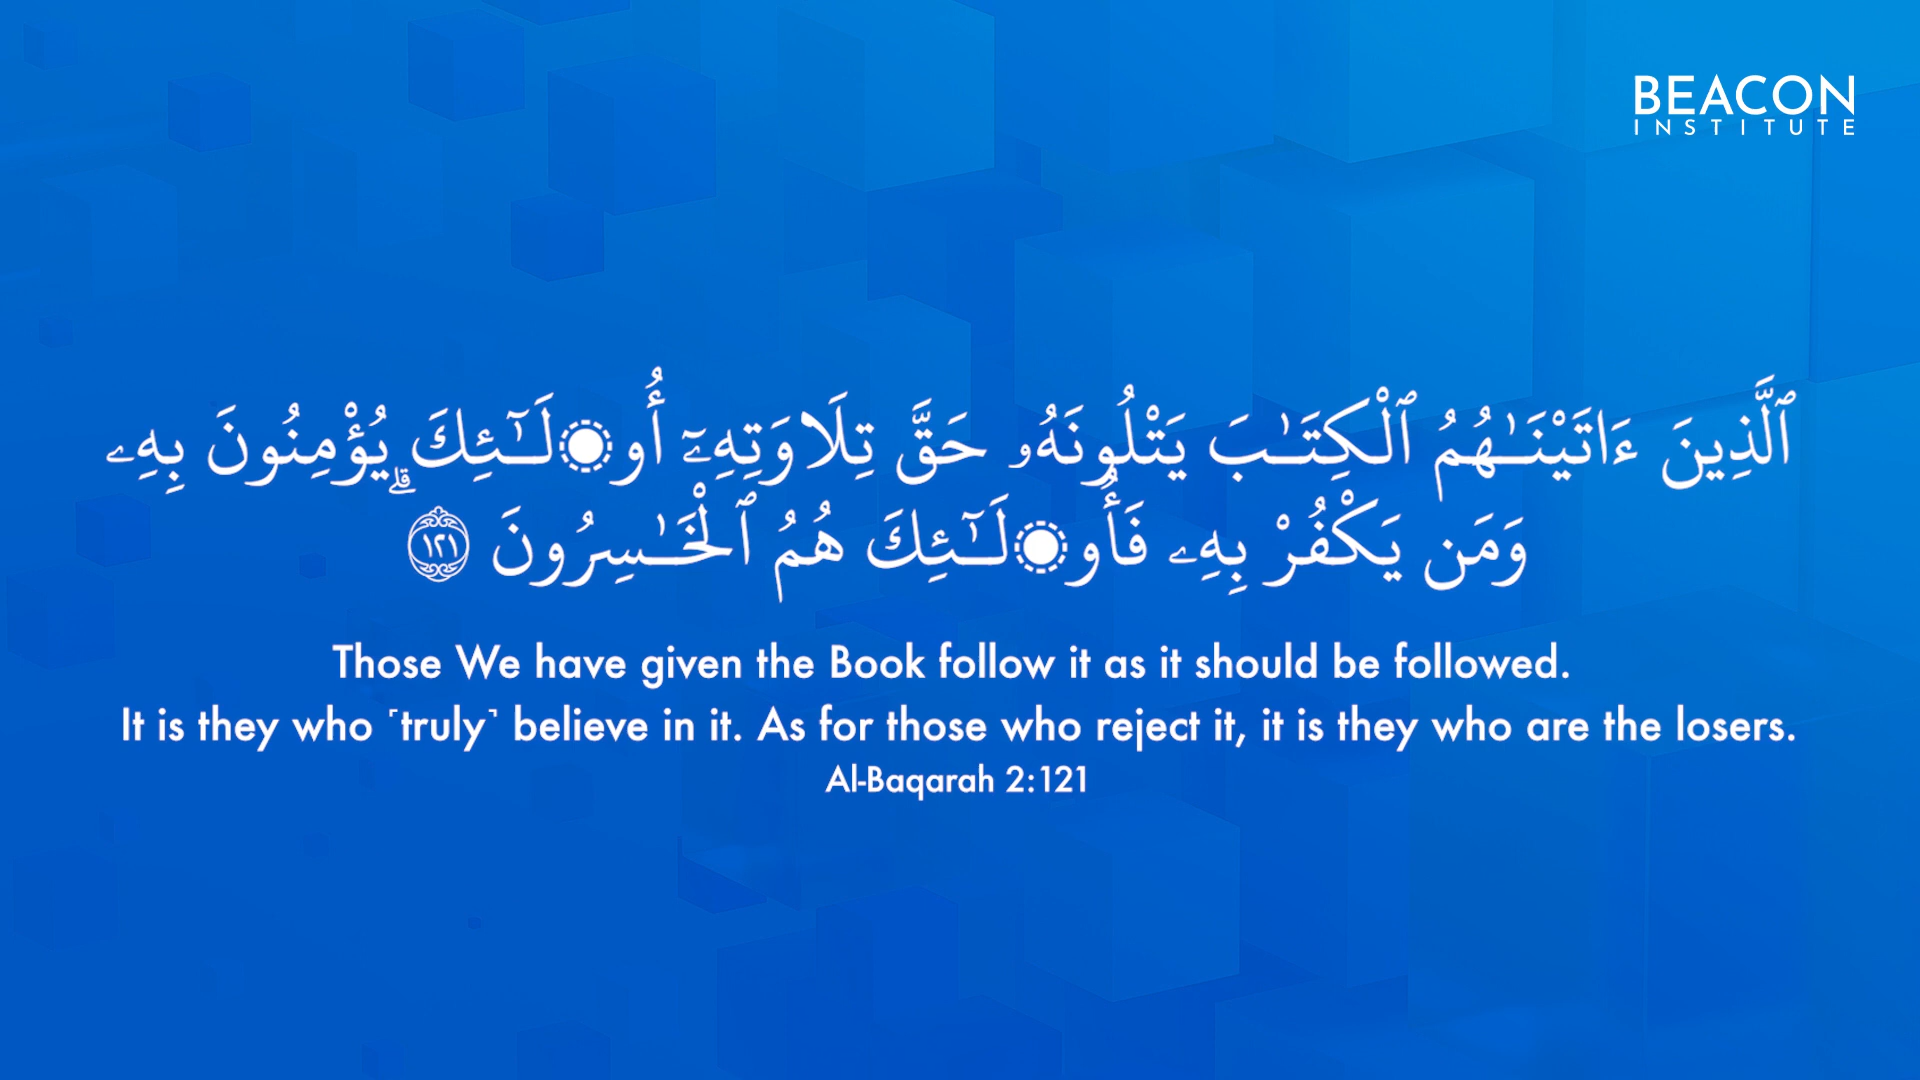 BEACON
INSTITUTE
ٱلَّذِينَ ءَاتَيْنَـٰهُمُ ٱلْكِتَـٰبَ يَتْلُونَهُۥ حَقَّ تِلَاوَتِهِۦٓ أُو۟لَـٰٓئِكَ يُؤْمِنُونَ بِهِۦ ۗ
وَمَن يَكْفُرْ بِهِۦ فَأُو۟لَـٰٓئِكَ هُمُ ٱلْخَـٰسِرُونَ ١٢١
Those We have given the Book follow it as it should be followed.
It is they who ˹truly˺ believe in it. As for those who reject it, it is they who are the losers.
Al-Baqarah 2:121